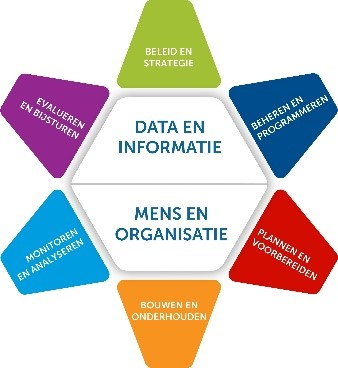 BELEID EN
STRATEGIE
BEHEREN EN
PROGRAMMEREN
PLANNEN EN
VOORBEREIDEN
BOUWEN EN
ONDERHOUDEN
MONITOREN
EN ANALYSEREN
EVALUEREN
EN BIJSTUREN
DATA EN
INFORMATIE
MENS EN
ORGANISATIE